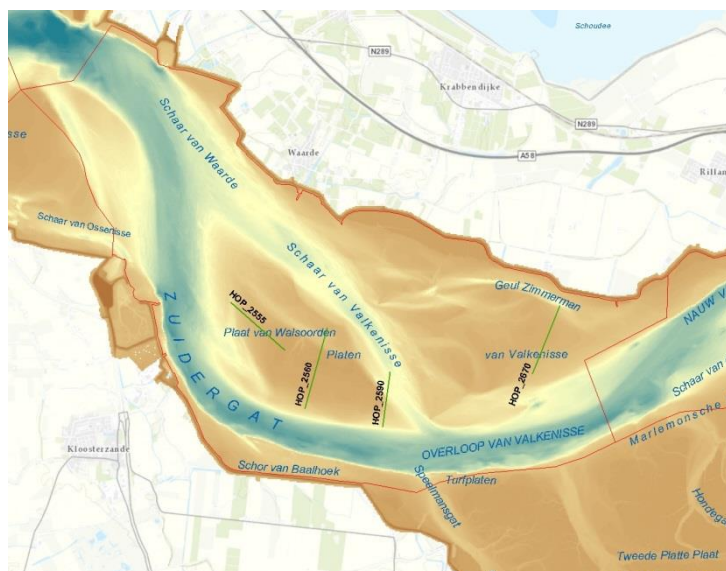 Schoudee
N289
Krabbendijke
N289
A58
Rillan
Waarde
Schaar van Waarde
sse
Schaar van Ossenisse
Schaar van Valkenisse
Geul Zimmerman
NAUW V
HOP_2555
Plaat van Walsoorden
Platen
van Valkenisse
HOP_2560
HOP_2590
HOP_2670
ZUIDERGAT
Schaar van
Marlemonsche
OVERLOOP VAN VALKENISSE
Kloosterzande
Schor van Baalhoek
Speelmansgat
Turfplaten
Hondega
Tweede Platte Plaat